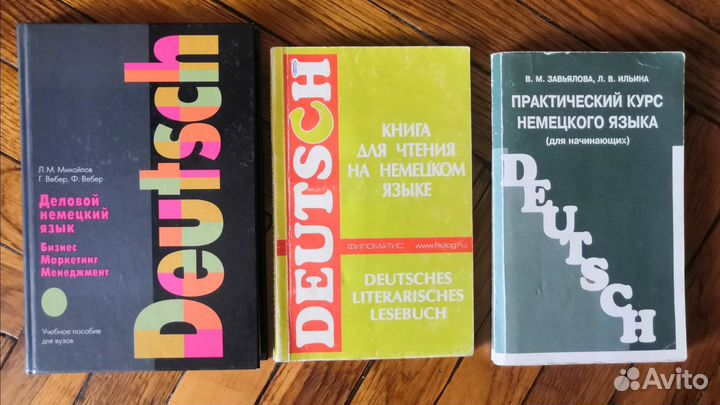 Л. М. Михайлов
Г. Вебер, Ф. Вебер
Деловой
немецкий
язык
Бизнес
Маркетинг
Менеджмент
Учебное пособие
для вузов
Deutsch
DEUTSCH
КНИГА
ДЛЯ ЧТЕНИЯ
НА НЕМЕЦКОМ
ЯЗЫКЕ
ФИЛОМАТИС
www.filolog.ru
DEUTSCHES
LITERARISCHES
LESEBUCH
В. М. ЗАВЬЯЛОВА, Л. В. ИЛЬИНА
ПРАКТИЧЕСКИЙ КУРС
НЕМЕЦКОГО ЯЗЫКА
(для начинающих)
DEUTSCH
Avito